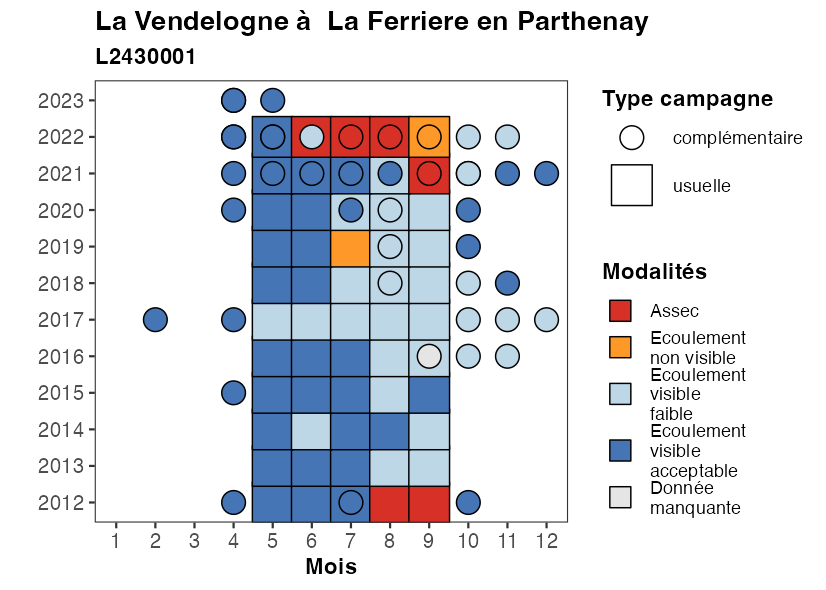 La Vendelogne à  La Ferriere en Parthenay
L2430001
2023
2022
2021
2020
2019
2018
2017
2016
2015
2014
2013
2012
1 2 3 4 5 6 7 8 9 10 11 12
Mois
Type campagne
complémentaire
usuelle
Modalités
Assec
Ecoulement
non visible
Ecoulement
visible
faible
Ecoulement
visible
acceptable
Donnée
manquante